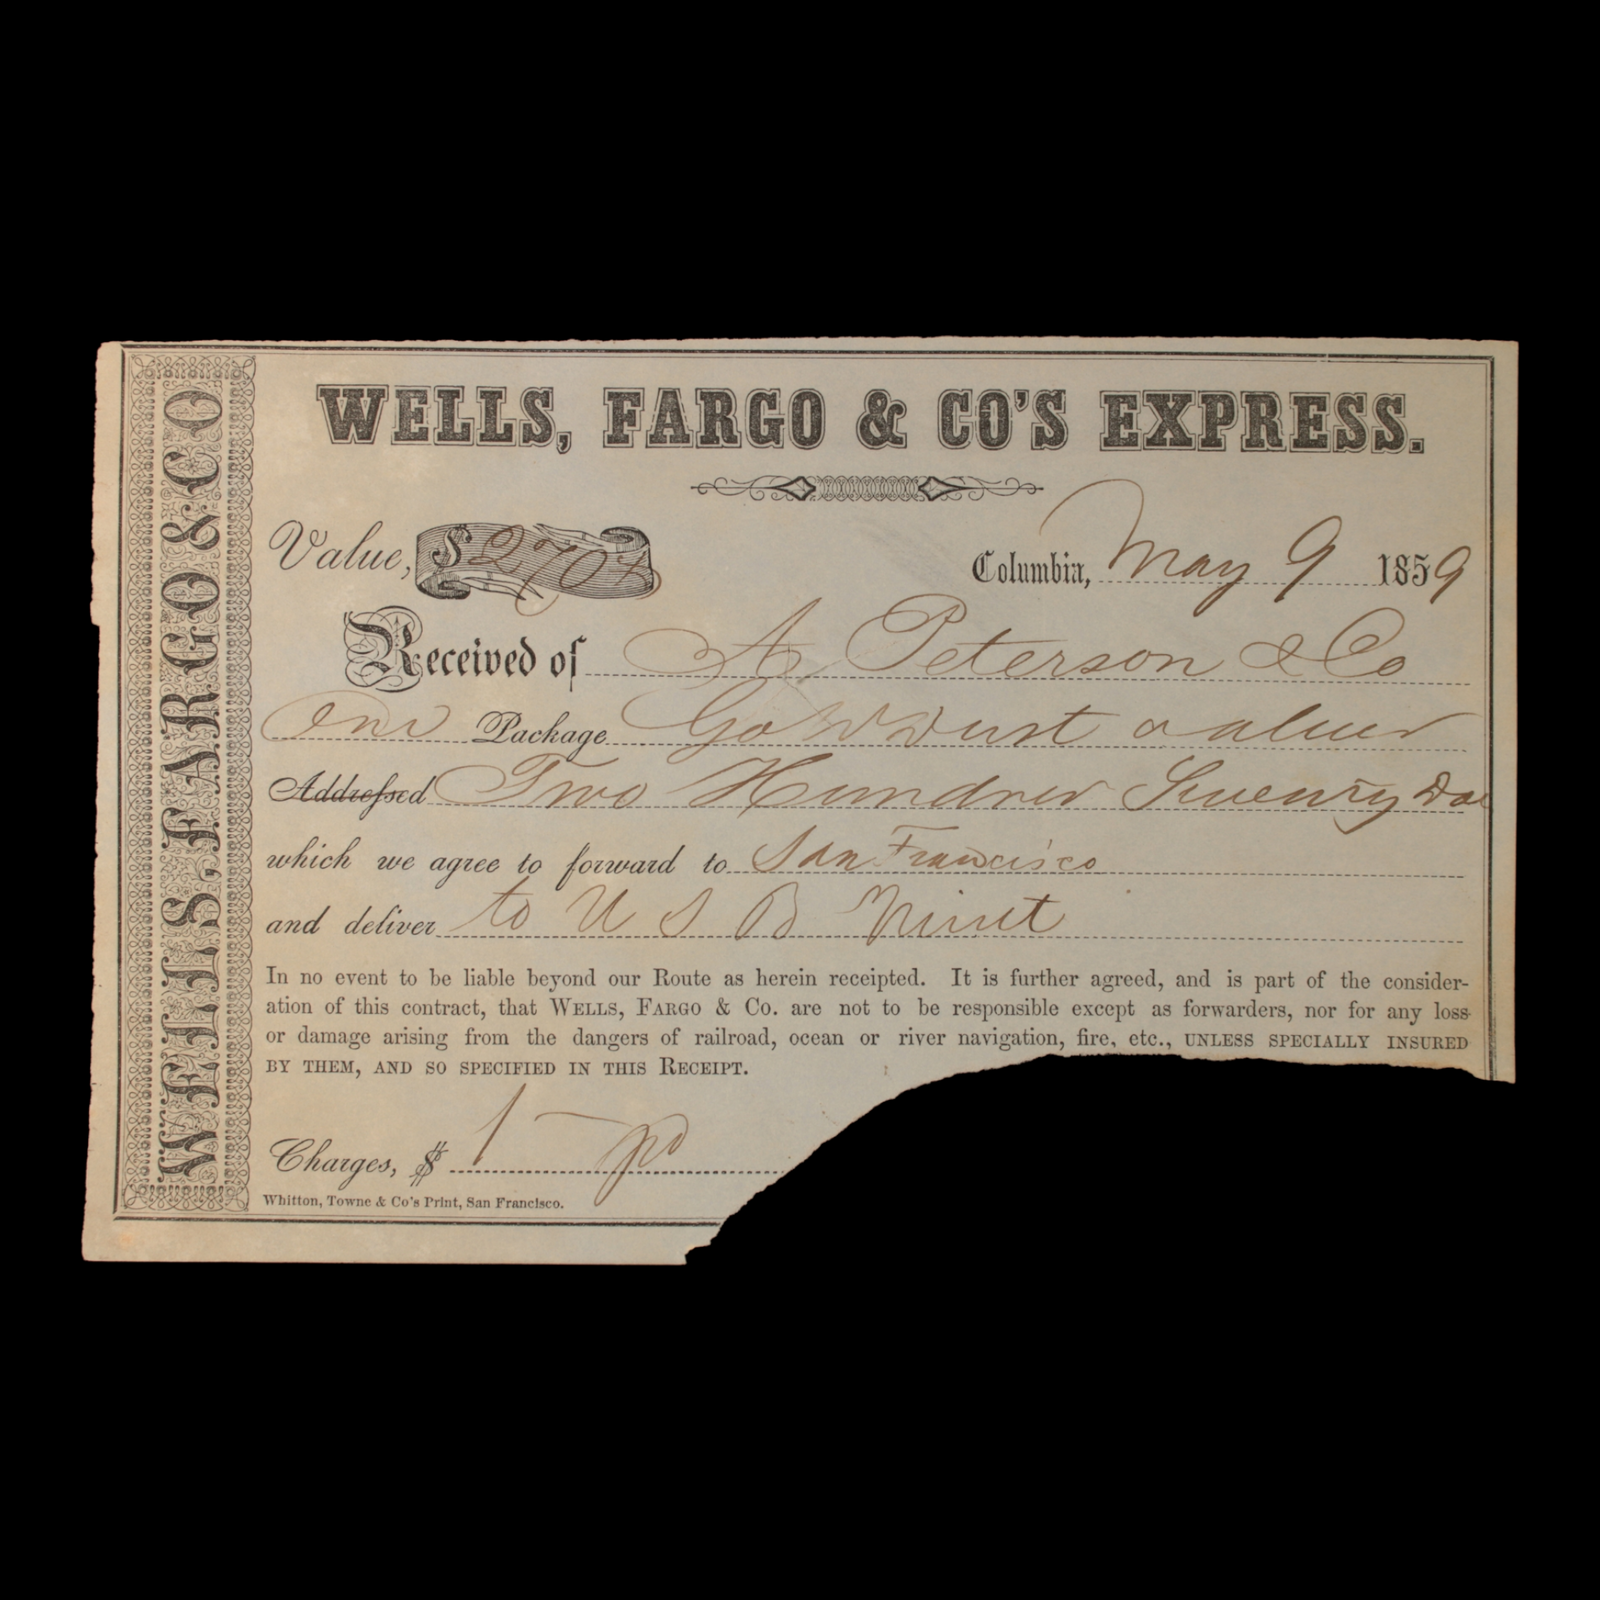 WELLS, FARGO & CO
WELLS, FARGO & CO'S EXPRESS.
Value, $270
Columbia, May 9 1859
Received of A, Peterson & Co
One Package Gold Dust valued
Addressed Two Hundred Seventy Dol
which we agree to forward to San Francisco
and deliver to U S B Mint
In no event to be liable beyond our Route as herein receipted. It is further agreed, and is part of the consider-
ation of this contract, that WELLS, FARGO & CO. are not to be responsible except as forwarders, nor for any loss
or damage arising from the dangers of railroad, ocean or river navigation, fire, etc., UNLESS SPECIALLY INSURED
BY THEM, AND SO SPECIFIED IN THIS RECEIPT.
Charges, $ 1 — pd
Whitton, Towne & Co's Print, San Francisco.